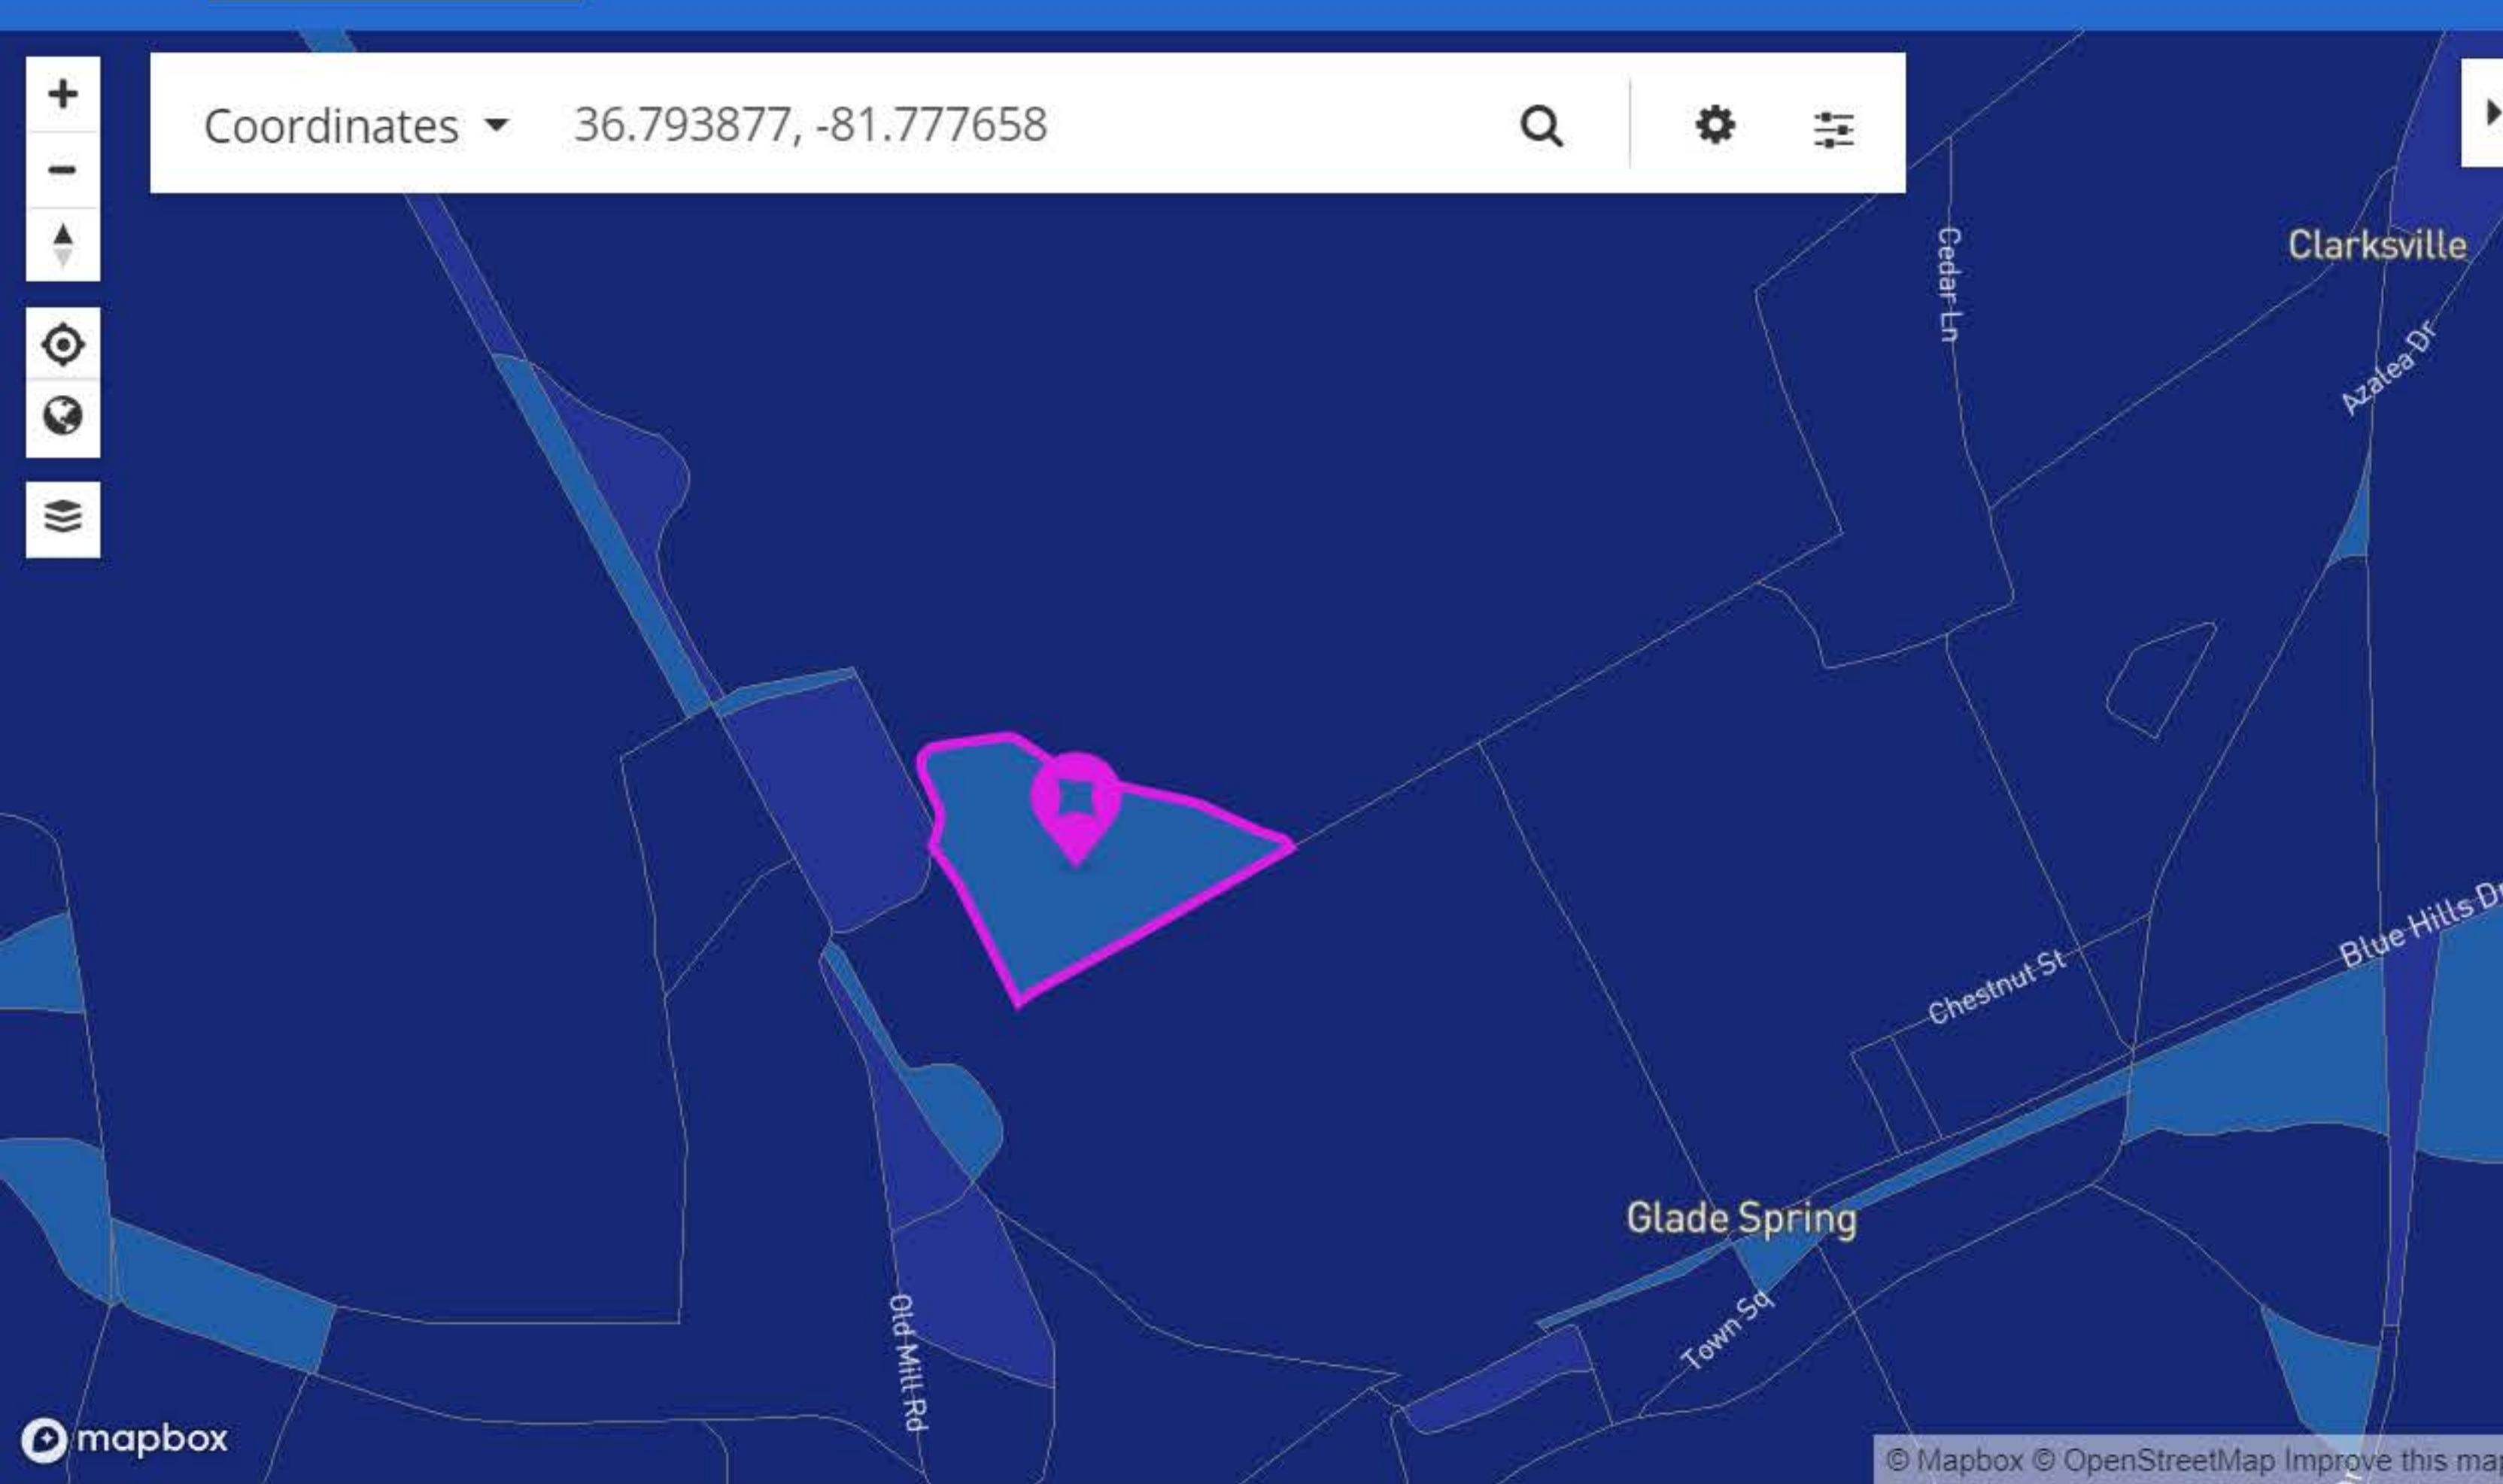 Coordinates 36.793877, -81.777658
Clarksville
Cedar Ln
Azalea Dr
Blue Hills Dr
Chestnut St
Glade Spring
Town Sq
Old Mill Rd
mapbox
© Mapbox © OpenStreetMap Improve this map